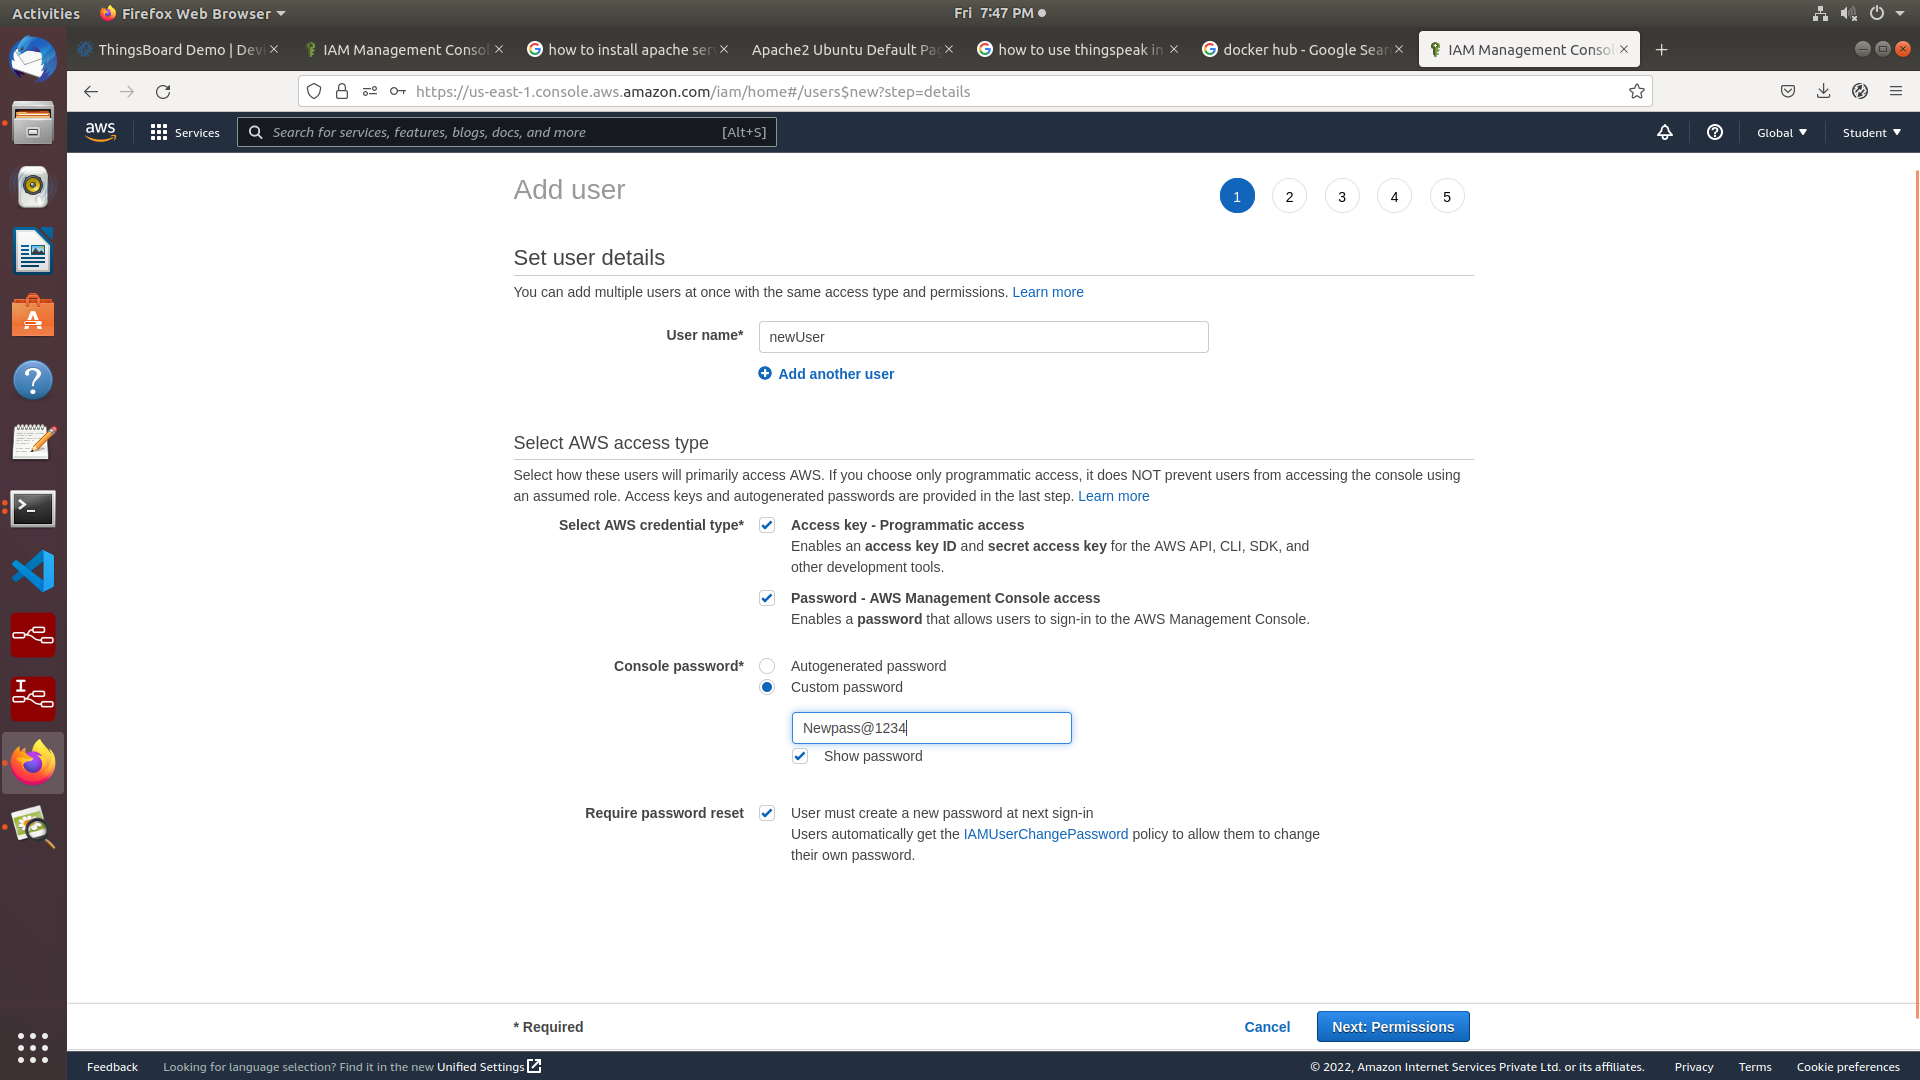 Activities
Firefox Web Browser
Fri 7:47 PM
ThingsBoard Demo | Devi
IAM Management Consol
how to install apache ser
Apache2 Ubuntu Default Pag
how to use thingspeak in
docker hub - Google Sear
IAM Management Consol
https://us-east-1.console.aws.amazon.com/iam/home#/users$new?step=details
aws
Services
Search for services, features, blogs, docs, and more
[Alt+S]
Global
Student
Add user
1
2
3
4
5
Set user details
You can add multiple users at once with the same access type and permissions. Learn more
User name*
newUser
Add another user
Select AWS access type
Select how these users will primarily access AWS. If you choose only programmatic access, it does NOT prevent users from accessing the console using
an assumed role. Access keys and autogenerated passwords are provided in the last step. Learn more
Select AWS credential type*
Access key - Programmatic access
Enables an access key ID and secret access key for the AWS API, CLI, SDK, and
other development tools.
Password - AWS Management Console access
Enables a password that allows users to sign-in to the AWS Management Console.
Console password*
Autogenerated password
Custom password
Newpass@1234
Show password
Require password reset
User must create a new password at next sign-in
Users automatically get the IAMUserChangePassword policy to allow them to change
their own password.
* Required
Cancel
Next: Permissions
Feedback
Looking for language selection? Find it in the new Unified Settings
© 2022, Amazon Internet Services Private Ltd. or its affiliates.
Privacy
Terms
Cookie preferences